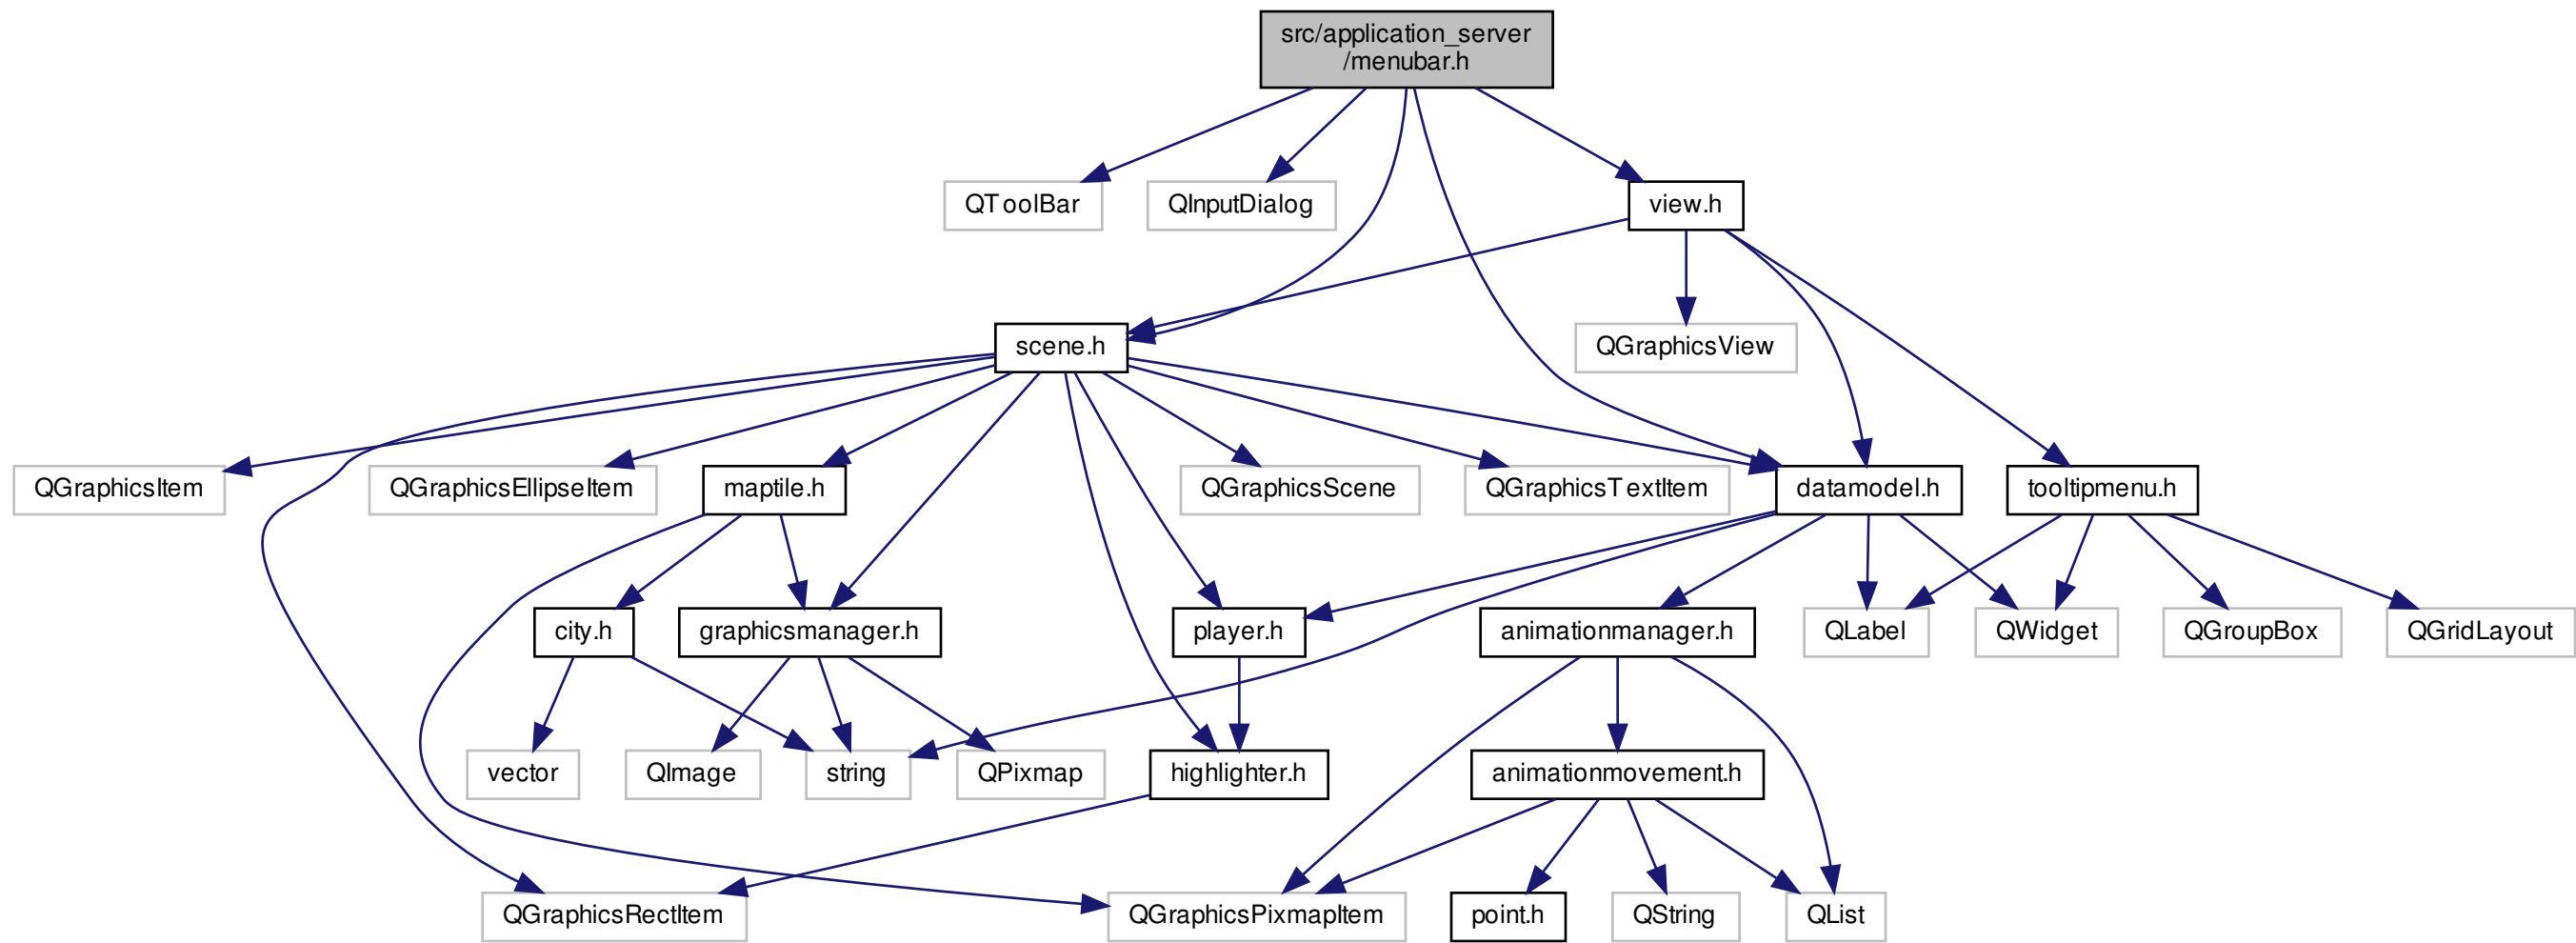 src/application_server
/menubar.h
QToolBar
QInputDialog
view.h
scene.h
QGraphicsView
QGraphicsItem
QGraphicsEllipseItem
maptile.h
QGraphicsScene
QGraphicsTextItem
datamodel.h
tooltipmenu.h
city.h
graphicsmanager.h
player.h
animationmanager.h
QLabel
QWidget
QGroupBox
QGridLayout
vector
QImage
string
QPixmap
highlighter.h
animationmovement.h
QGraphicsRectItem
QGraphicsPixmapItem
point.h
QString
QList